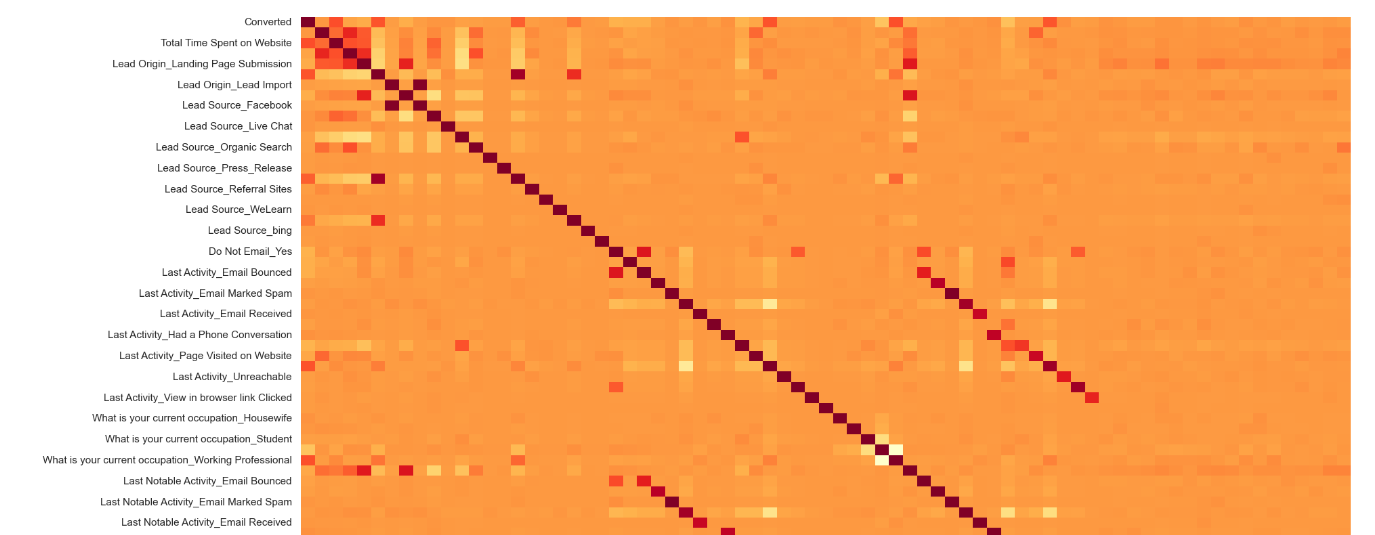 Converted
Total Time Spent on Website
Lead Origin_Landing Page Submission
Lead Origin_Lead Import
Lead Source_Facebook
Lead Source_Live Chat
Lead Source_Organic Search
Lead Source_Press_Release
Lead Source_Referral Sites
Lead Source_WeLearn
Lead Source_bing
Do Not Email_Yes
Last Activity_Email Bounced
Last Activity_Email Marked Spam
Last Activity_Email Received
Last Activity_Had a Phone Conversation
Last Activity_Page Visited on Website
Last Activity_Unreachable
Last Activity_View in browser link Clicked
What is your current occupation_Housewife
What is your current occupation_Student
What is your current occupation_Working Professional
Last Notable Activity_Email Bounced
Last Notable Activity_Email Marked Spam
Last Notable Activity_Email Received